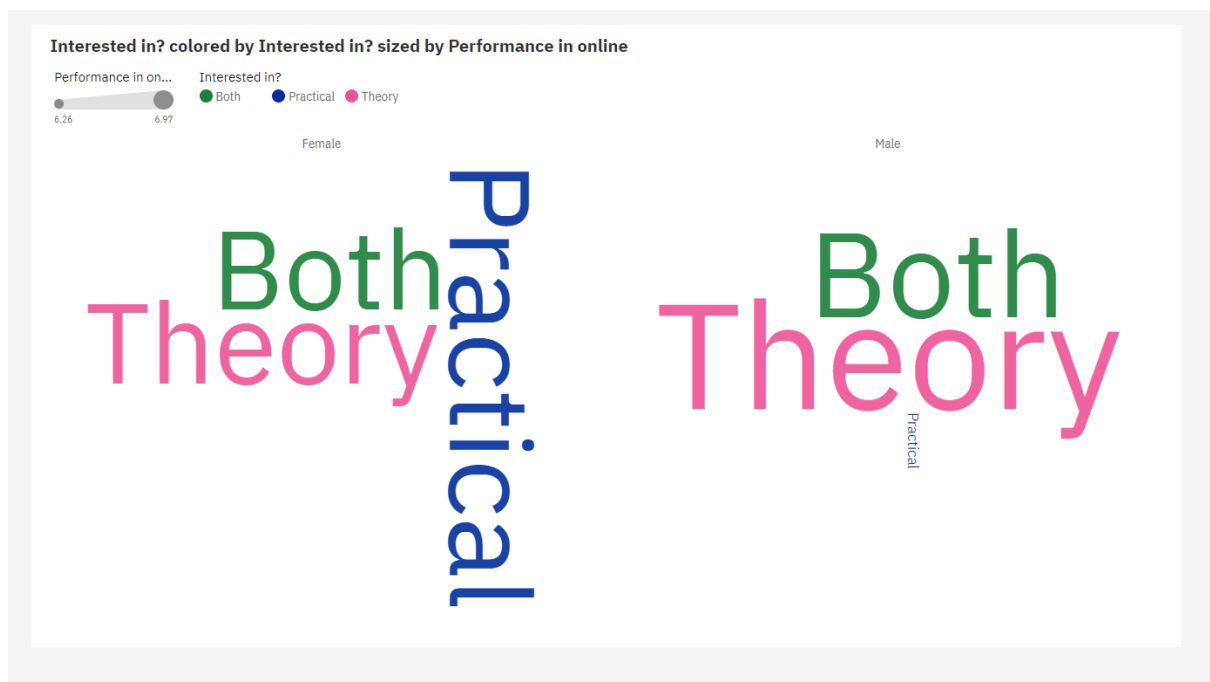 Interested in? colored by Interested in? sized by Performance in online
Performance in on... Interested in?
Both Practical Theory
6.26 6.97
Female Male
Both
Theory
Practical
Both
Theory
Practical